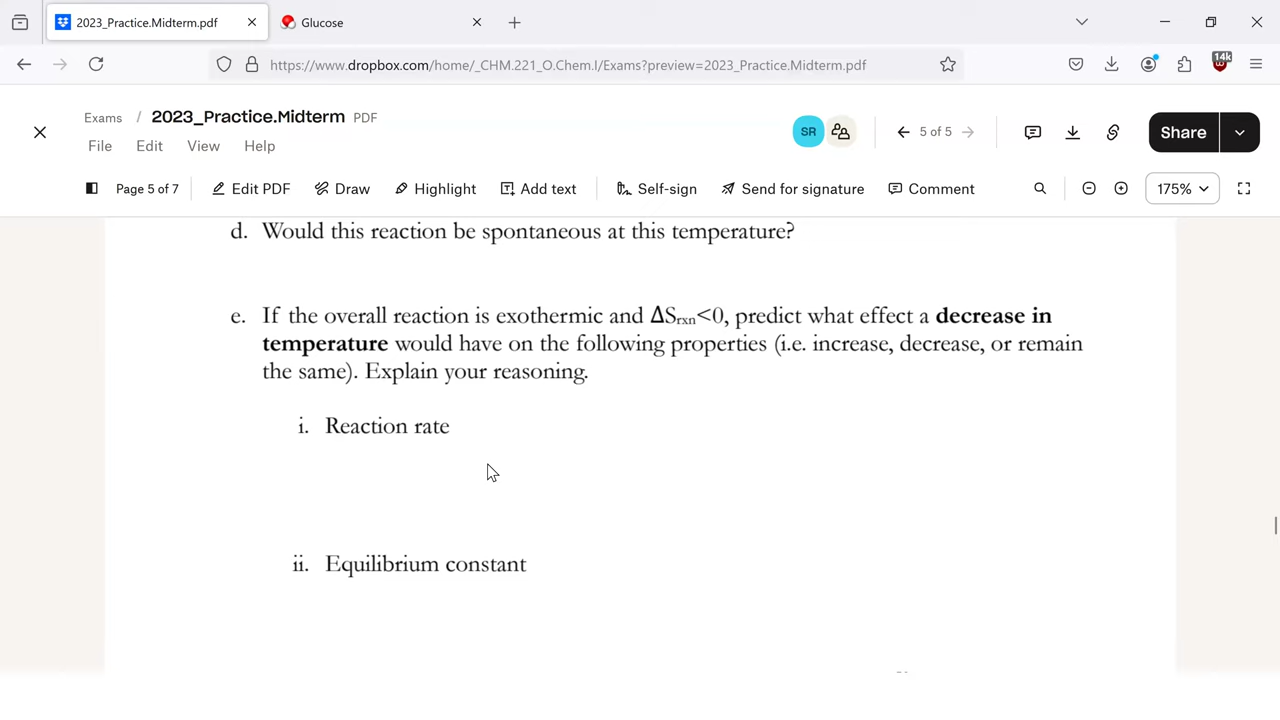 2023_Practice.Midterm.pdf
Glucose
https://www.dropbox.com/home/_CHM.221_O.Chem.I/Exams?preview=2023_Practice.Midterm.pdf
14k
Exams / 2023_Practice.Midterm PDF
File Edit View Help
SR
5 of 5
Share
Page 5 of 7
Edit PDF
Draw
Highlight
Add text
Self-sign
Send for signature
Comment
175%
d. Would this reaction be spontaneous at this temperature?
e. If the overall reaction is exothermic and ΔSrxn<0, predict what effect a decrease in
temperature would have on the following properties (i.e. increase, decrease, or remain
the same). Explain your reasoning.
i. Reaction rate
ii. Equilibrium constant